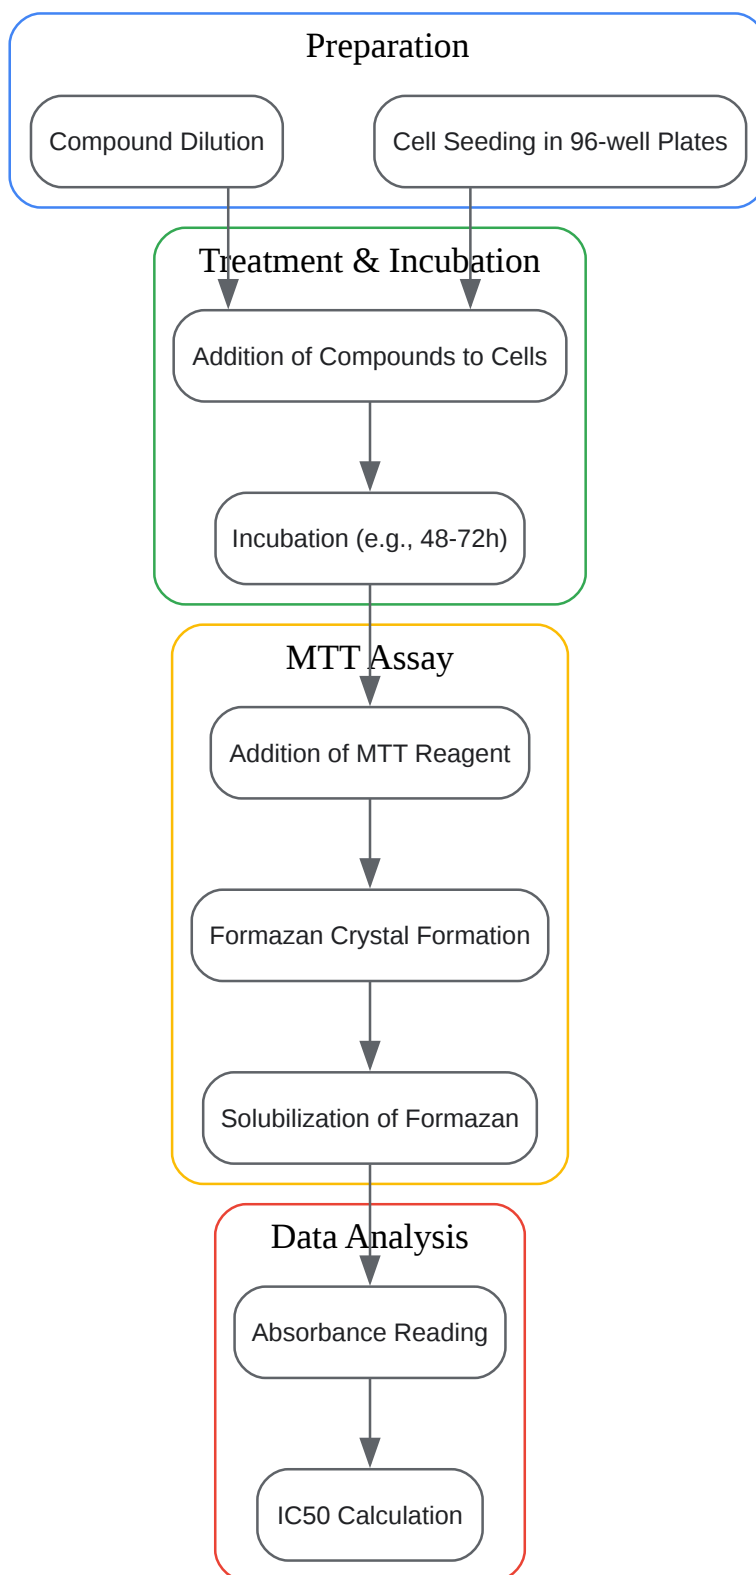 Preparation
Compound Dilution
Cell Seeding in 96-well Plates
Treatment & Incubation
Addition of Compounds to Cells
Incubation (e.g., 48-72h)
MTT Assay
Addition of MTT Reagent
Formazan Crystal Formation
Solubilization of Formazan
Data Analysis
Absorbance Reading
IC50 Calculation